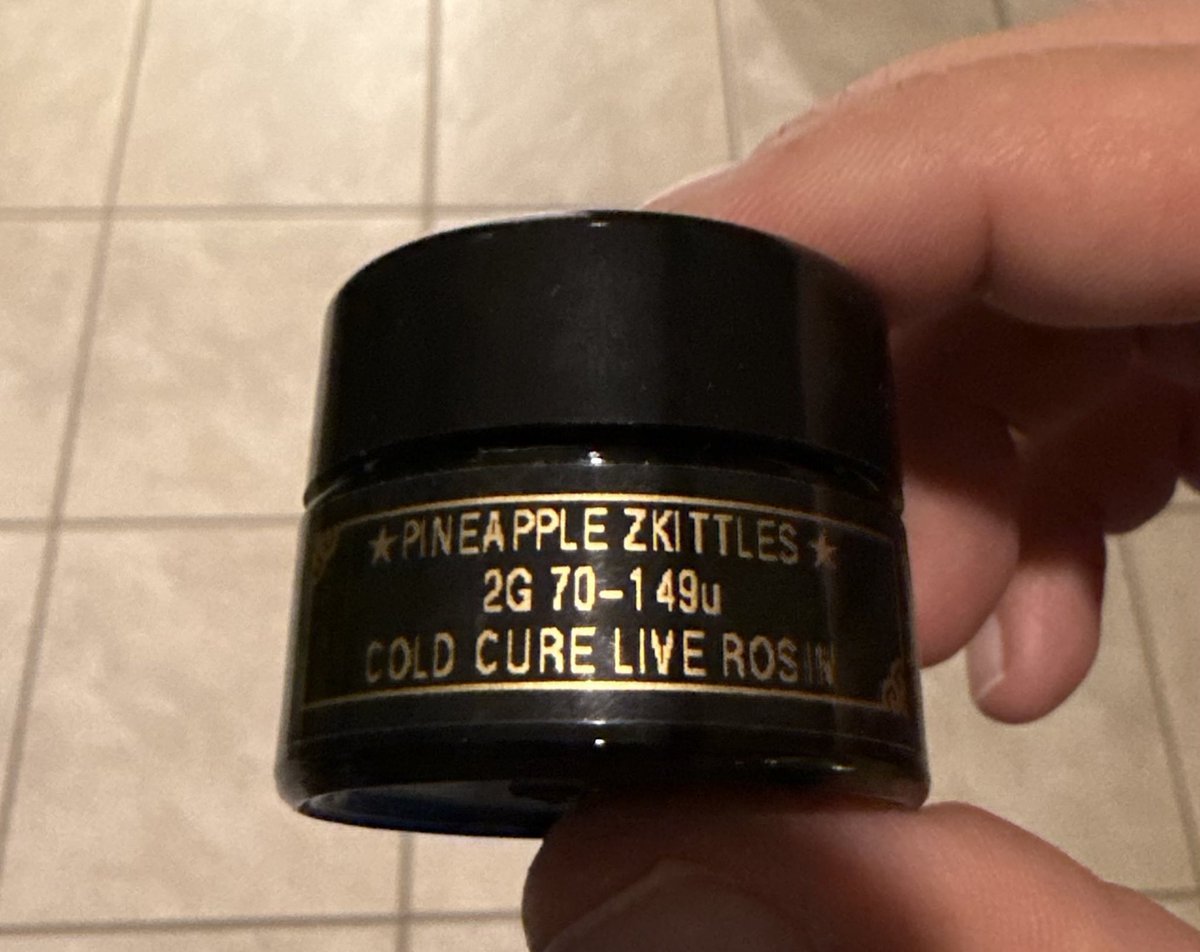 ★PINEAPPLE ZKITTLES★
2G 70-149u
COLD CURE LIVE ROSIN